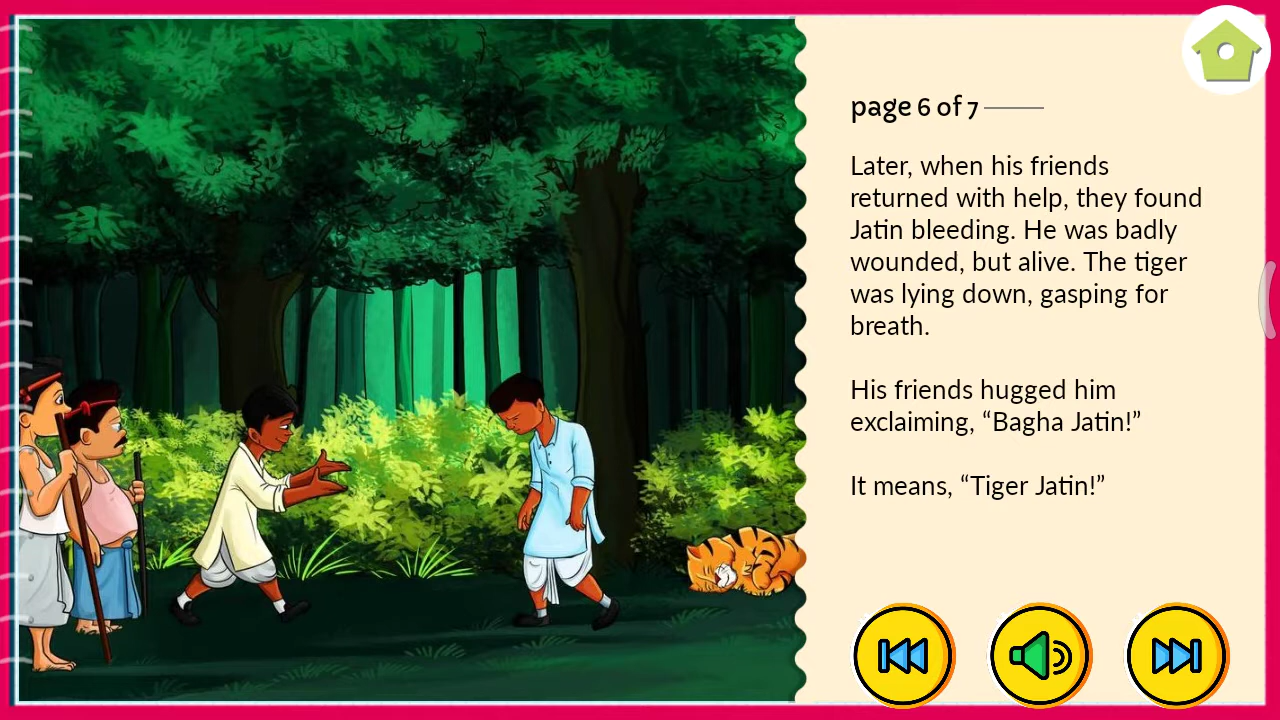 page 6 of 7
Later, when his friends
returned with help, they found
Jatin bleeding. He was badly
wounded, but alive. The tiger
was lying down, gasping for
breath.
His friends hugged him
exclaiming, “Bagha Jatin!”
It means, “Tiger Jatin!”